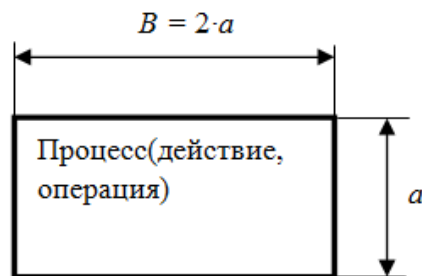 B = 2·a
Процесс(действие,
операция)
a